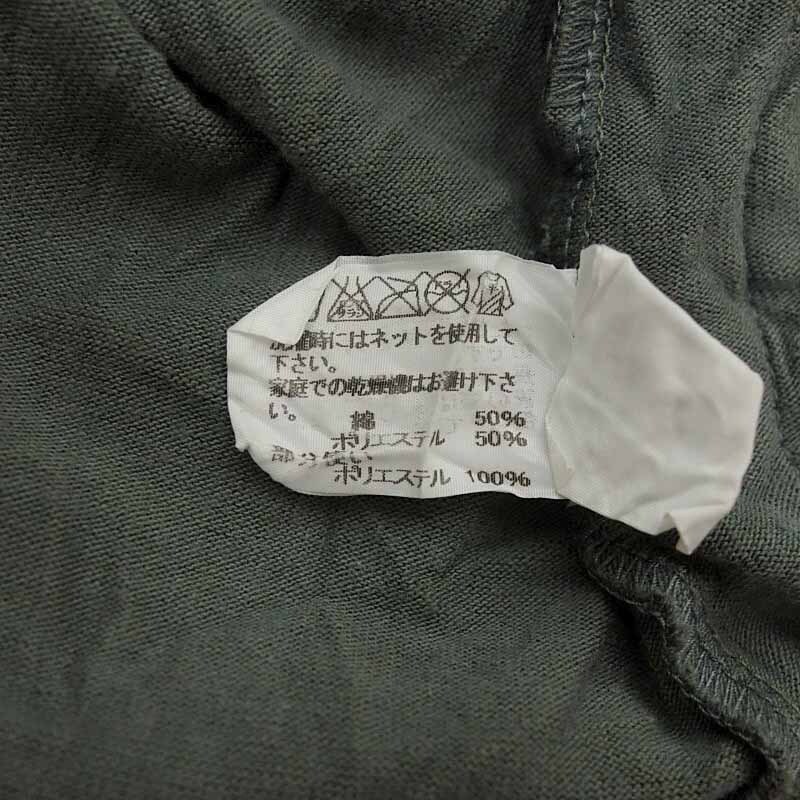 時にはネットを使用して
下さい。
家庭での乾燥機はお避け下さ
い。
綿 50%
ポリエステル 50%
部分使い
ポリエステル 100%